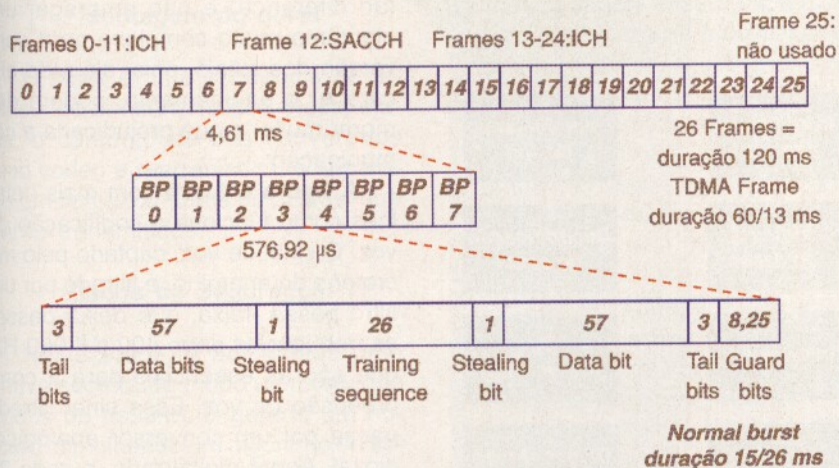 Frames 0-11:ICH Frame 12:SACCH Frames 13-24:ICH Frame 25:
não usado
0 1 2 3 4 5 6 7 8 9 10 11 12 13 14 15 16 17 18 19 20 21 22 23 24 25
4,61 ms
26 Frames =
duração 120 ms
TDMA Frame
duração 60/13 ms
BP BP BP BP BP BP BP BP
0 1 2 3 4 5 6 7
576,92 µs
3 57 1 26 1 57 3 8,25
Tail Data bits Stealing Training Stealing Data bit Tail Guard
bits bit sequence bit bits bits
Normal burst
duração 15/26 ms